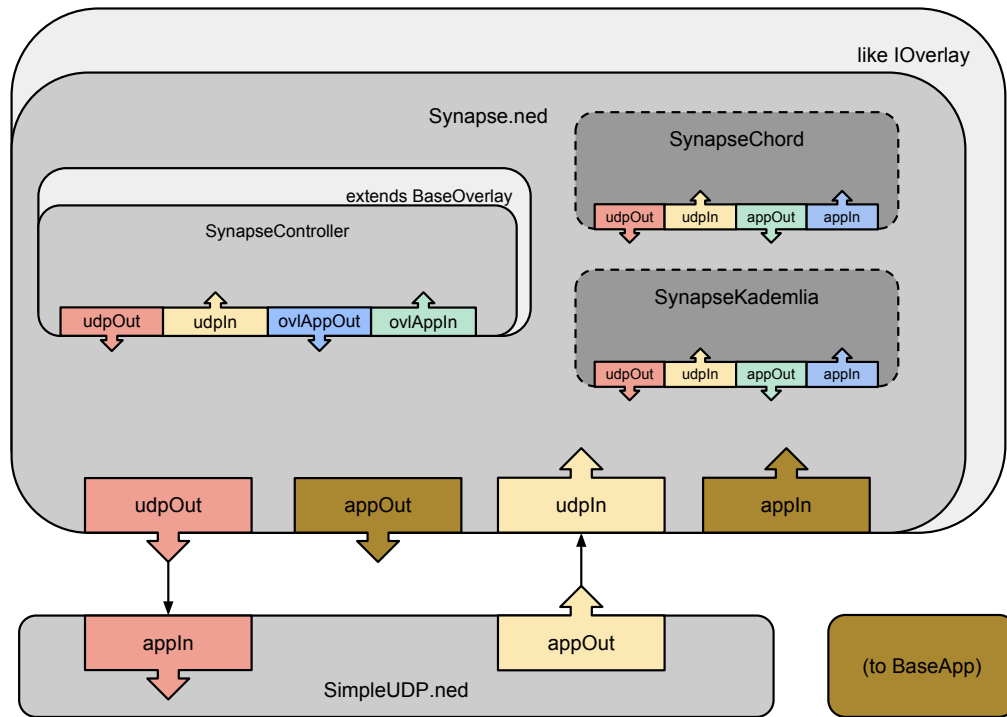 like IOverlay
Synapse.ned
extends BaseOverlay
SynapseController
udpOut udpIn ovlAppOut ovlAppIn
SynapseChord
udpOut udpIn appOut appIn
SynapseKademlia
udpOut udpIn appOut appIn
udpOut appOut udpIn appIn
appIn appOut
SimpleUDP.ned
(to BaseApp)